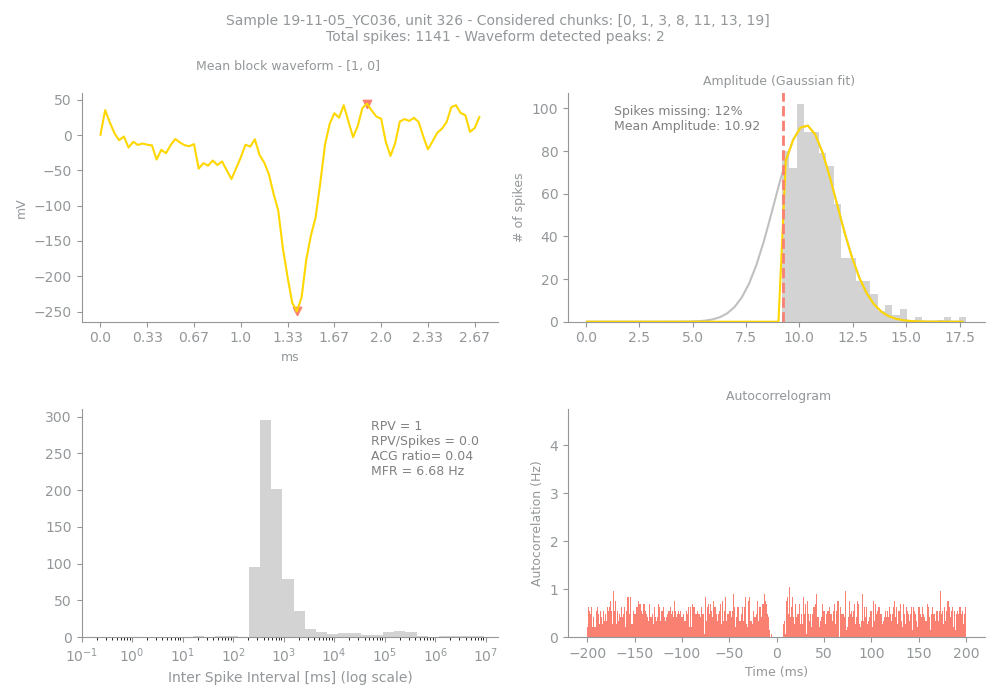 Sample 19-11-05_YC036, unit 326 - Considered chunks: [0, 1, 3, 8, 11, 13, 19]
Total spikes: 1141 - Waveform detected peaks: 2
Mean block waveform - [1, 0]
50
0
−50
−100
−150
−200
−250
mV
0.0 0.33 0.67 1.0 1.33 1.67 2.0 2.33 2.67
ms
Amplitude (Gaussian fit)
Spikes missing: 12%
Mean Amplitude: 10.92
100
80
60
40
20
0
# of spikes
0.0 2.5 5.0 7.5 10.0 12.5 15.0 17.5
300
250
200
150
100
50
0
RPV = 1
RPV/Spikes = 0.0
ACG ratio= 0.04
MFR = 6.68 Hz
10⁻¹ 10⁰ 10¹ 10² 10³ 10⁴ 10⁵ 10⁶ 10⁷
Inter Spike Interval [ms] (log scale)
Autocorrelogram
4
3
2
1
0
Autocorrelation (Hz)
−200 −150 −100 −50 0 50 100 150 200
Time (ms)